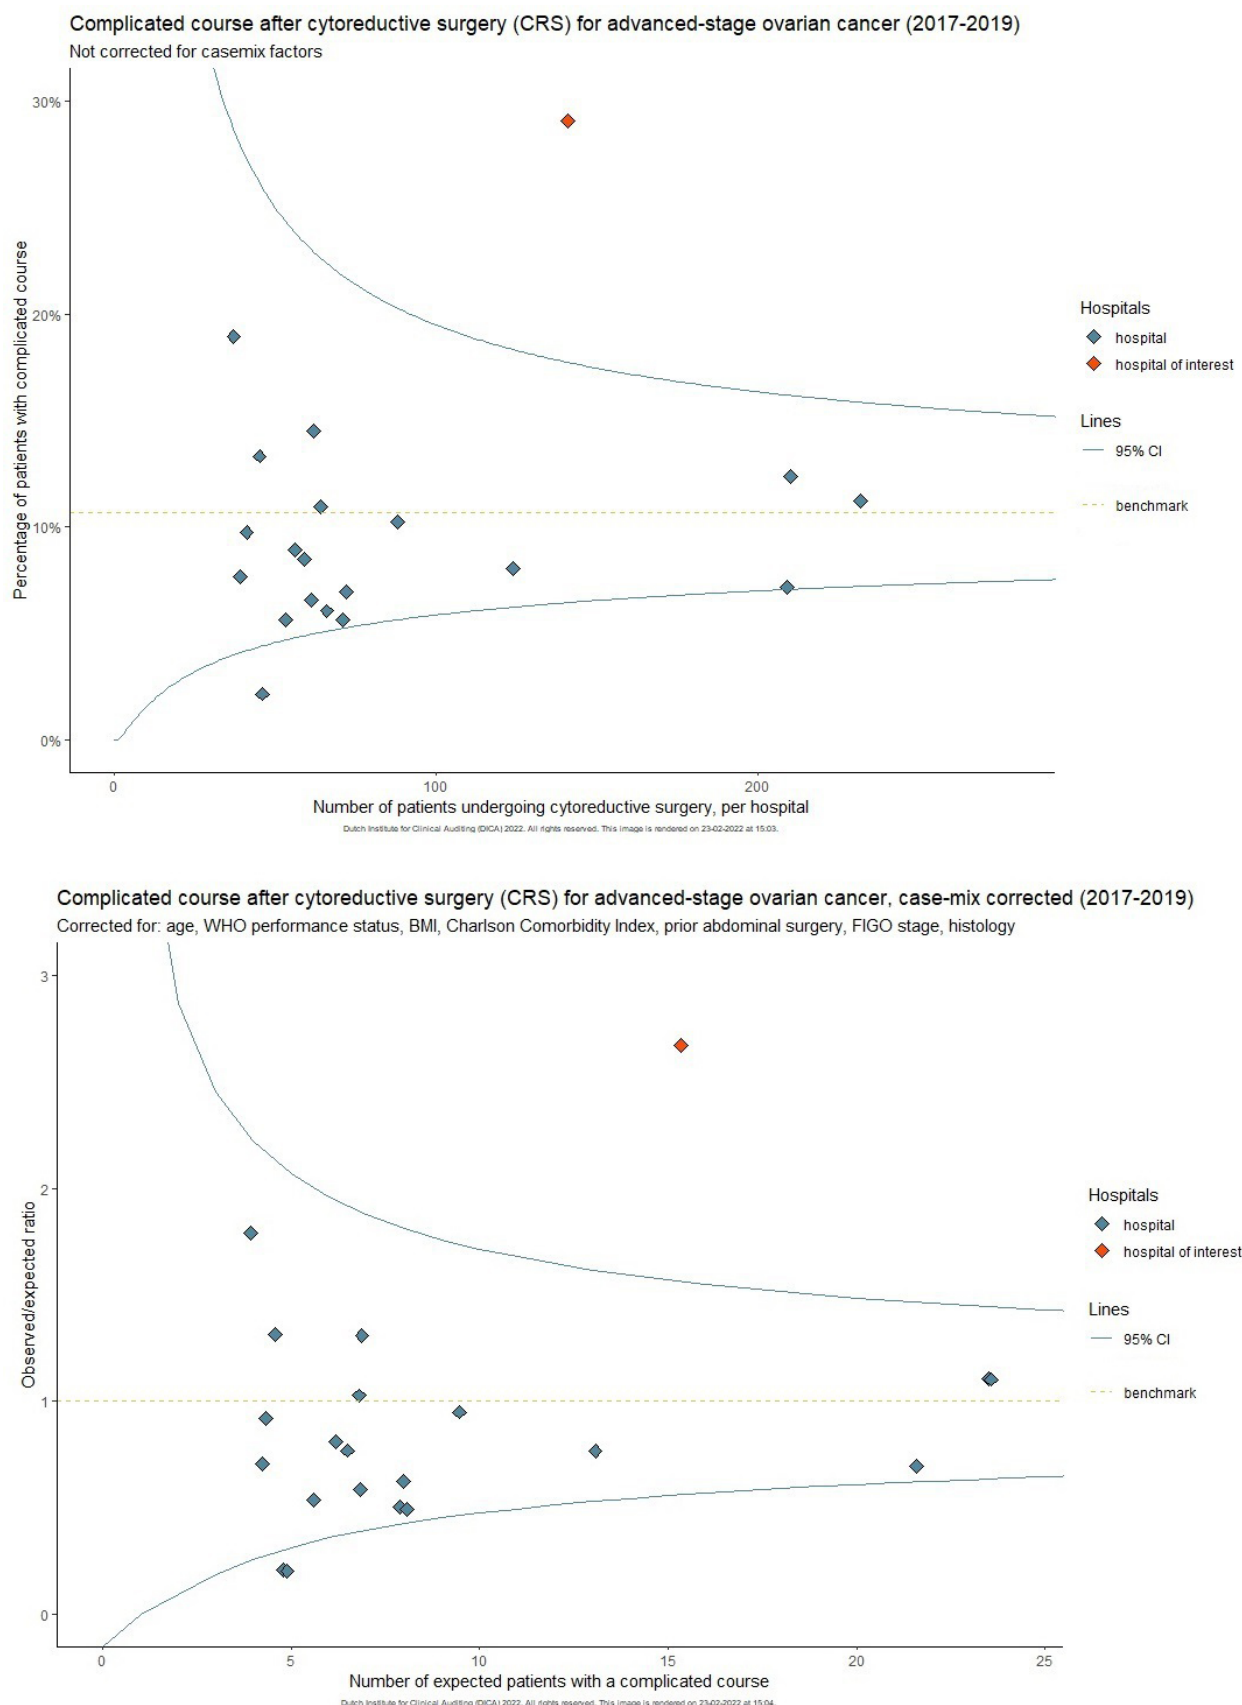 Complicated course after cytoreductive surgery (CRS) for advanced-stage ovarian cancer (2017-2019)
Not corrected for casemix factors
30%
20%
10%
0%
Percentage of patients with complicated course
0 100 200
Number of patients undergoing cytoreductive surgery, per hospital
Dutch Institute for Clinical Auditing (DICA) 2022. All rights reserved. This image is rendered on 23-02-2022 at 15:03.
Hospitals
hospital
hospital of interest
Lines
95% CI
benchmark
Complicated course after cytoreductive surgery (CRS) for advanced-stage ovarian cancer, case-mix corrected (2017-2019)
Corrected for: age, WHO performance status, BMI, Charlson Comorbidity Index, prior abdominal surgery, FIGO stage, histology
3
2
1
0
Observed/expected ratio
0 5 10 15 20 25
Number of expected patients with a complicated course
Dutch Institute for Clinical Auditing (DICA) 2022. All rights reserved. This image is rendered on 23-02-2022 at 15:04.
Hospitals
hospital
hospital of interest
Lines
95% CI
benchmark